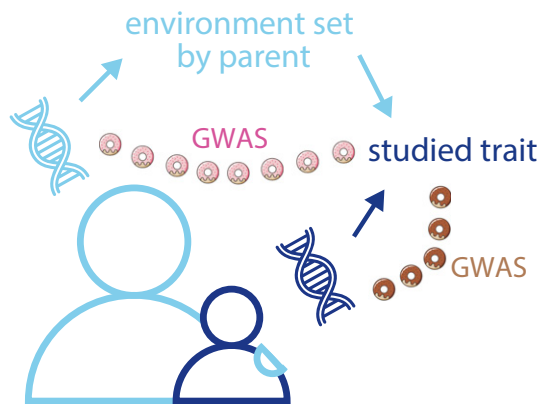 environment set
by parent
GWAS
studied trait
GWAS